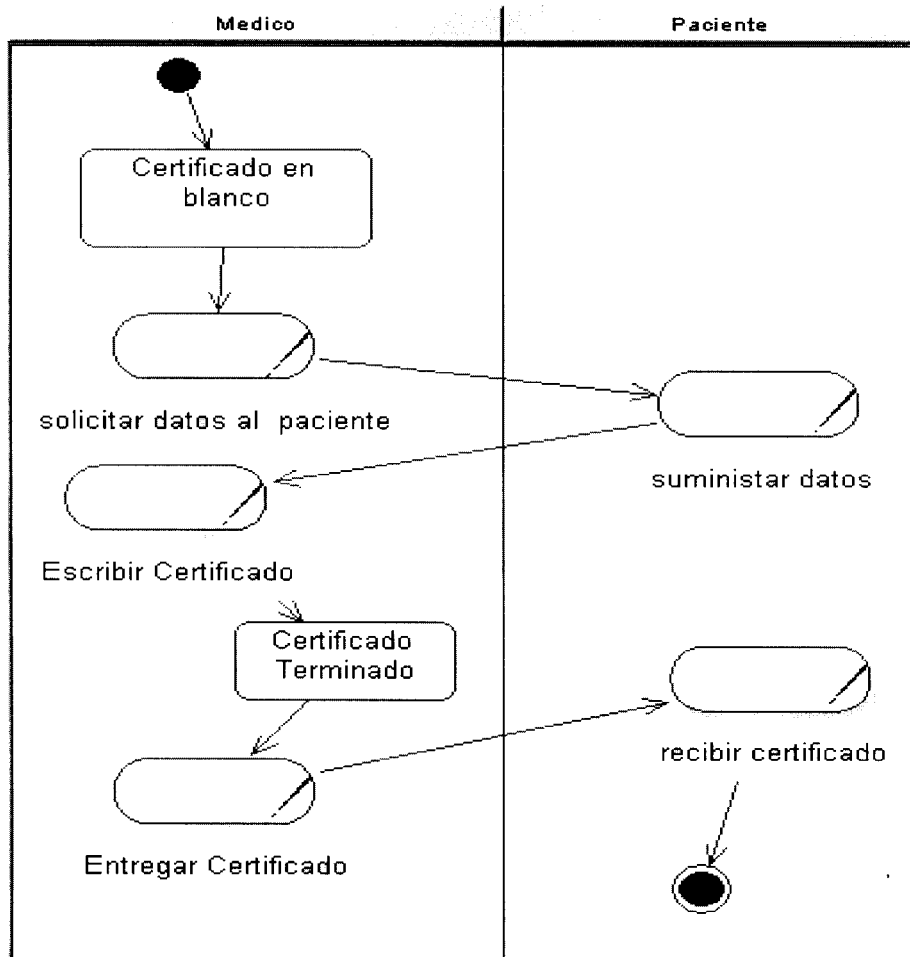 Medico
Paciente
Certificado en
blanco
solicitar datos al paciente
suministar datos
Escribir Certificado
Certificado
Terminado
recibir certificado
Entregar Certificado